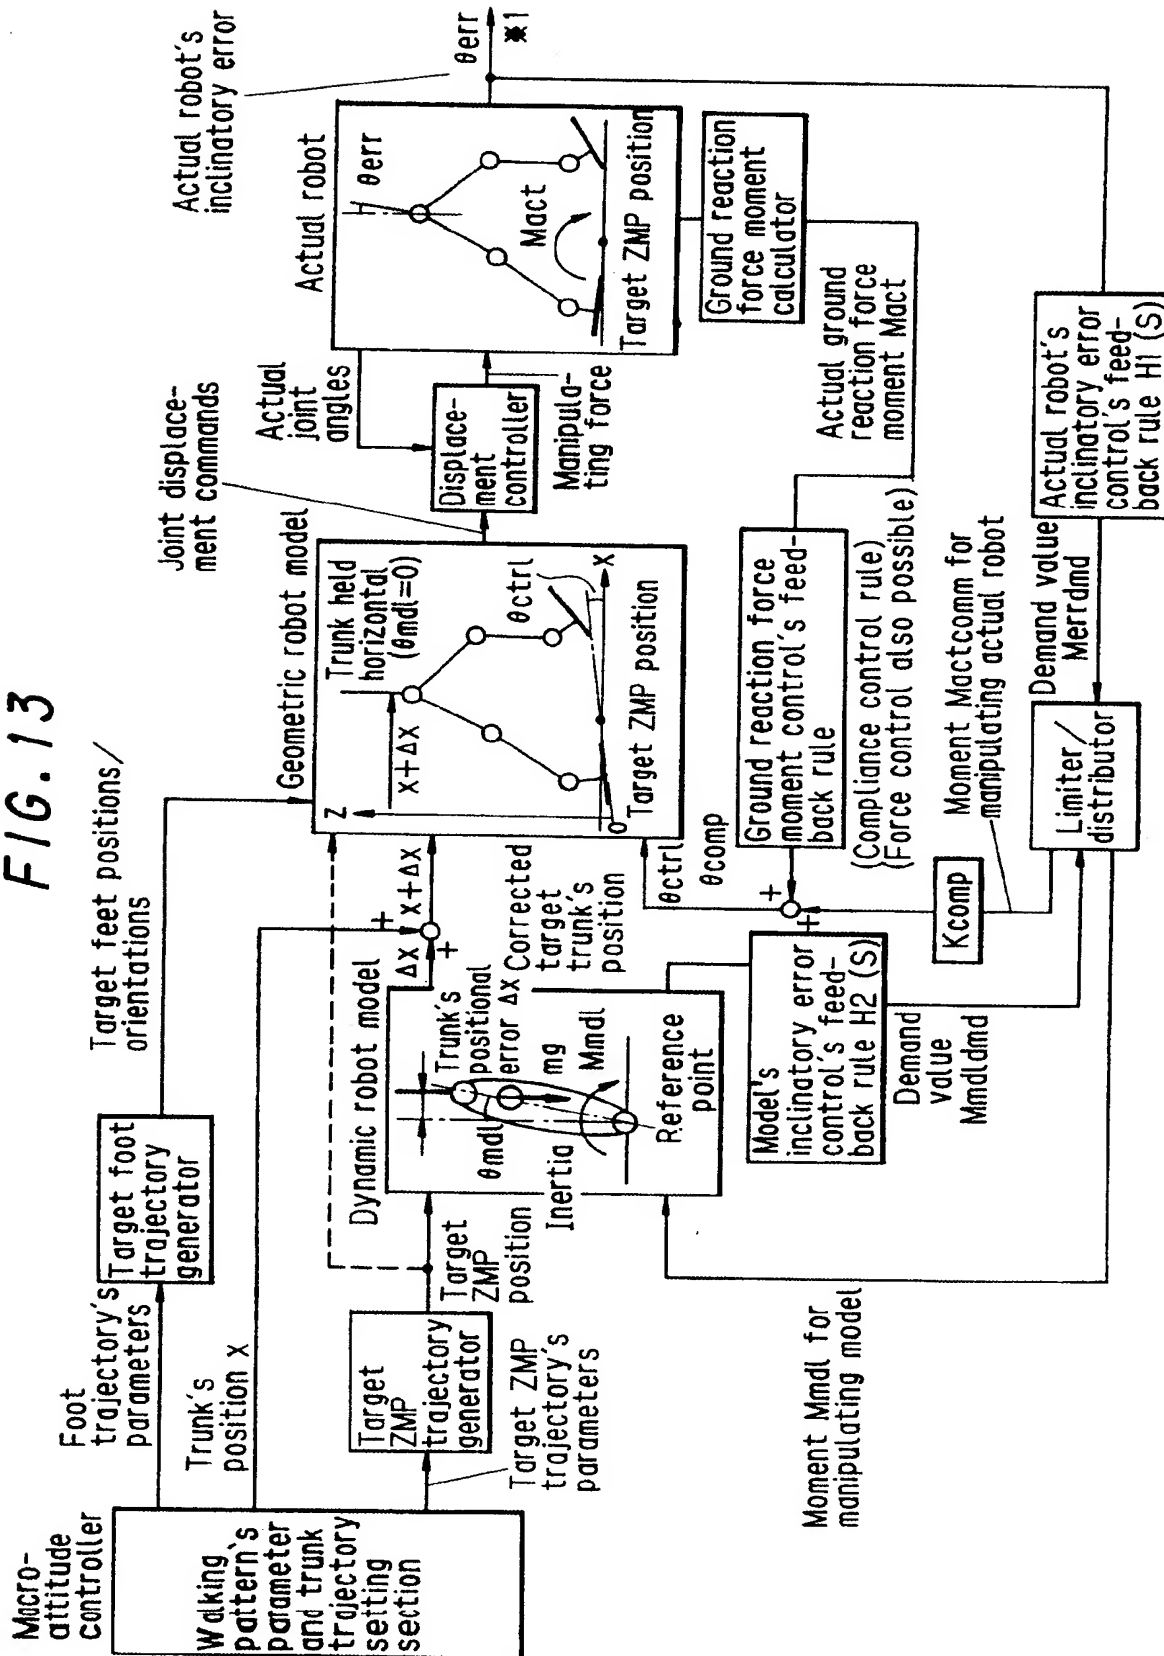 FIG. 13
Macro-
attitude
controller
Walking
pattern's
parameter
and trunk
trajectory
setting
section
Foot
trajectory's
parameters
Target foot
trajectory
generator
Target feet positions/
orientations
Trunk's
position x
Target
ZMP
trajectory
generator
Target ZMP
trajectory's
parameters
Target
ZMP
position
Dynamic robot model
Trunk's
positional
error Δx
θmdl
mg
Inertia
Mmdl
Reference
point
Δx
+
+
x+Δx
Corrected
target
trunk's
position
Geometric robot model
Z
x+Δx
Trunk held
horizontal
(θmdl=0)
θctrl
X
O
Target ZMP position
Joint displace-
ment commands
Displace-
ment
controller
Actual
joint
angles
Manipula-
ting force
Actual robot
θerr
Mact
Target ZMP position
Actual robot's
inclinatory error
θerr
※1
Ground reaction
force moment
calculator
Actual ground
reaction force
moment Mact
Ground reaction force
moment control's feed-
back rule
(Compliance control rule)
(Force control also possible)
θctrl
θcomp
+
+
Model's
inclinatory error
control's feed-
back rule H2 (S)
Demand
value
Mmdldmd
Kcomp
Moment Mactcomm for
manipulating actual robot
Limiter/
distributor
Demand value
Merrdmd
Actual robot's
inclinatory error
control's feed-
back rule H1 (S)
Moment Mmdl for
manipulating model